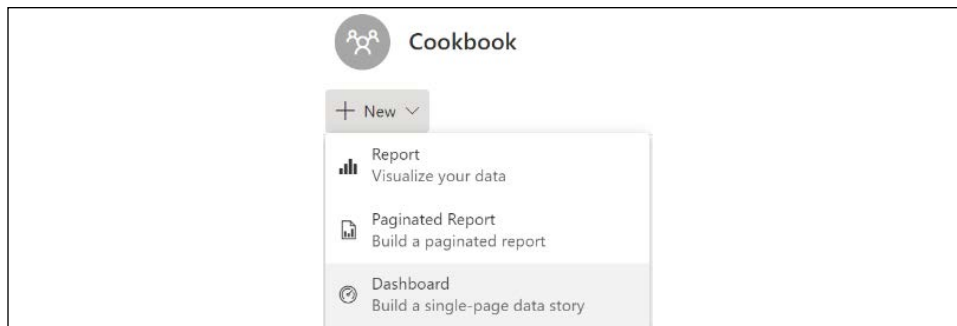 Cookbook
New
Report
Visualize your data
Paginated Report
Build a paginated report
Dashboard
Build a single-page data story